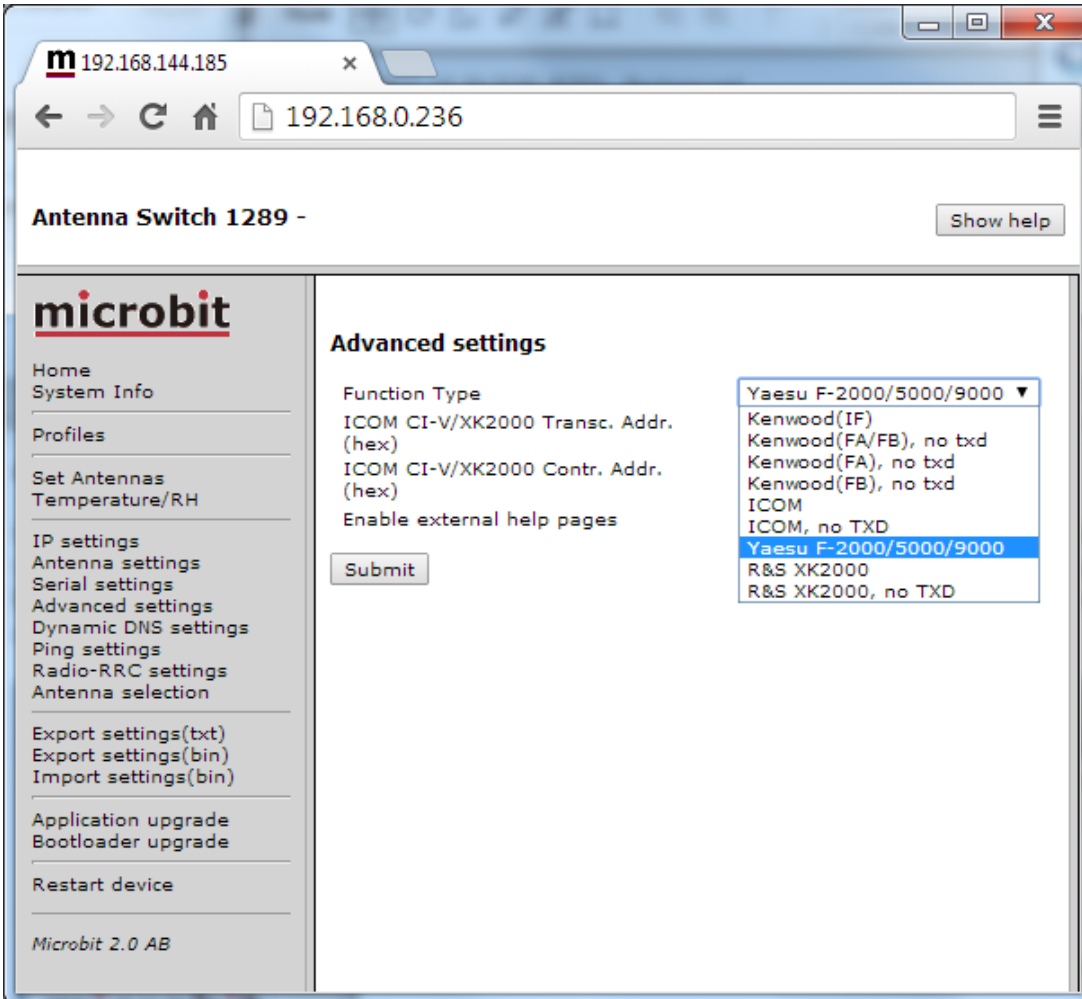 192.168.144.185
192.168.0.236
Antenna Switch 1289 -
Show help
microbit
Home
System Info
Profiles
Set Antennas
Temperature/RH
IP settings
Antenna settings
Serial settings
Advanced settings
Dynamic DNS settings
Ping settings
Radio-RRC settings
Antenna selection
Export settings(txt)
Export settings(bin)
Import settings(bin)
Application upgrade
Bootloader upgrade
Restart device
Microbit 2.0 AB
Advanced settings
Function Type
ICOM CI-V/XK2000 Transc. Addr.
(hex)
ICOM CI-V/XK2000 Contr. Addr.
(hex)
Enable external help pages
Submit
Yaesu F-2000/5000/9000
Kenwood(IF)
Kenwood(FA/FB), no txd
Kenwood(FA), no txd
Kenwood(FB), no txd
ICOM
ICOM, no TXD
Yaesu F-2000/5000/9000
R&S XK2000
R&S XK2000, no TXD